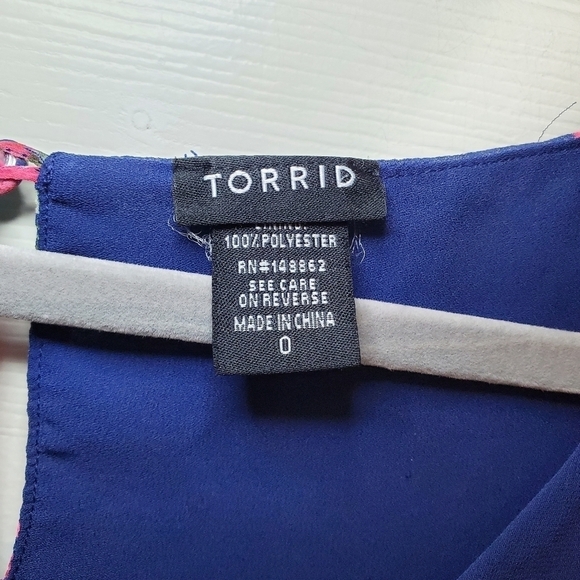 TORRID
100% POLYESTER
RN#148862
SEE CARE
ON REVERSE
MADE IN CHINA
0